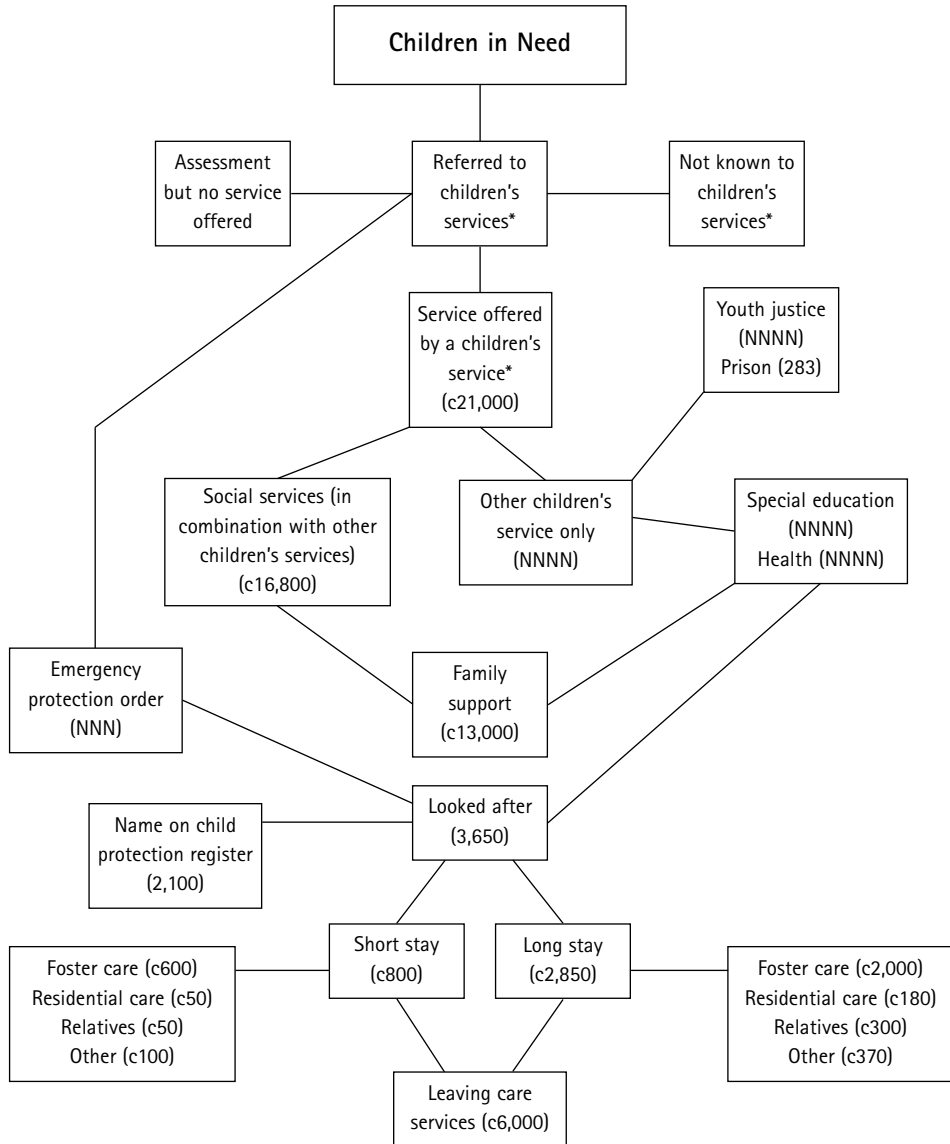 Children in Need
Assessment
but no service
offered
Referred to
children's
services*
Not known to
children's
services*
Service offered
by a children's
service*
(c21,000)
Youth justice
(NNNN)
Prison (283)
Social services (in
combination with other
children's services)
(c16,800)
Other children's
service only
(NNNN)
Special education
(NNNN)
Health (NNNN)
Emergency
protection order
(NNN)
Family
support
(c13,000)
Looked after
(3,650)
Name on child
protection register
(2,100)
Short stay
(c800)
Long stay
(c2,850)
Foster care (c600)
Residential care (c50)
Relatives (c50)
Other (c100)
Foster care (c2,000)
Residential care (c180)
Relatives (c300)
Other (c370)
Leaving care
services (c6,000)